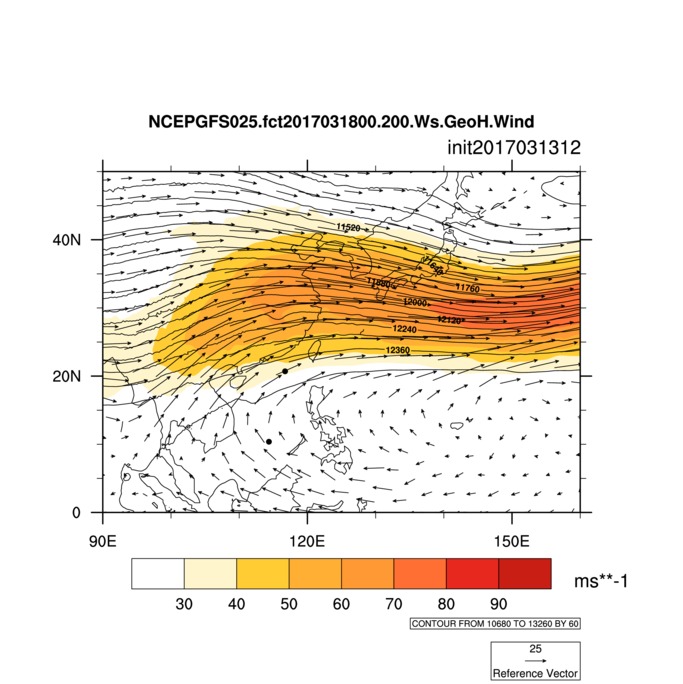 NCEPGFS025.fct2017031800.200.Ws.GeoH.Wind
init2017031312
11520
40N
11880
11760
12000
12120
12240
12360
20N
0
90E 120E 150E
30 40 50 60 70 80 90
ms**-1
CONTOUR FROM 10680 TO 13260 BY 60
25
Reference Vector